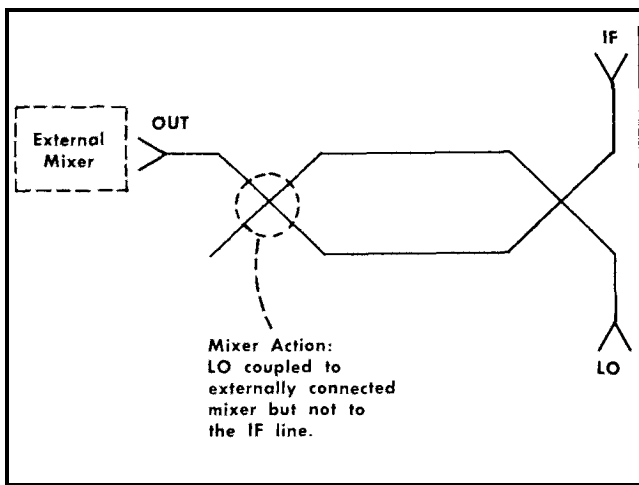 IF
OUT
External
Mixer
Mixer Action:
LO coupled to
externally connected
mixer but not to
the IF line.
LO